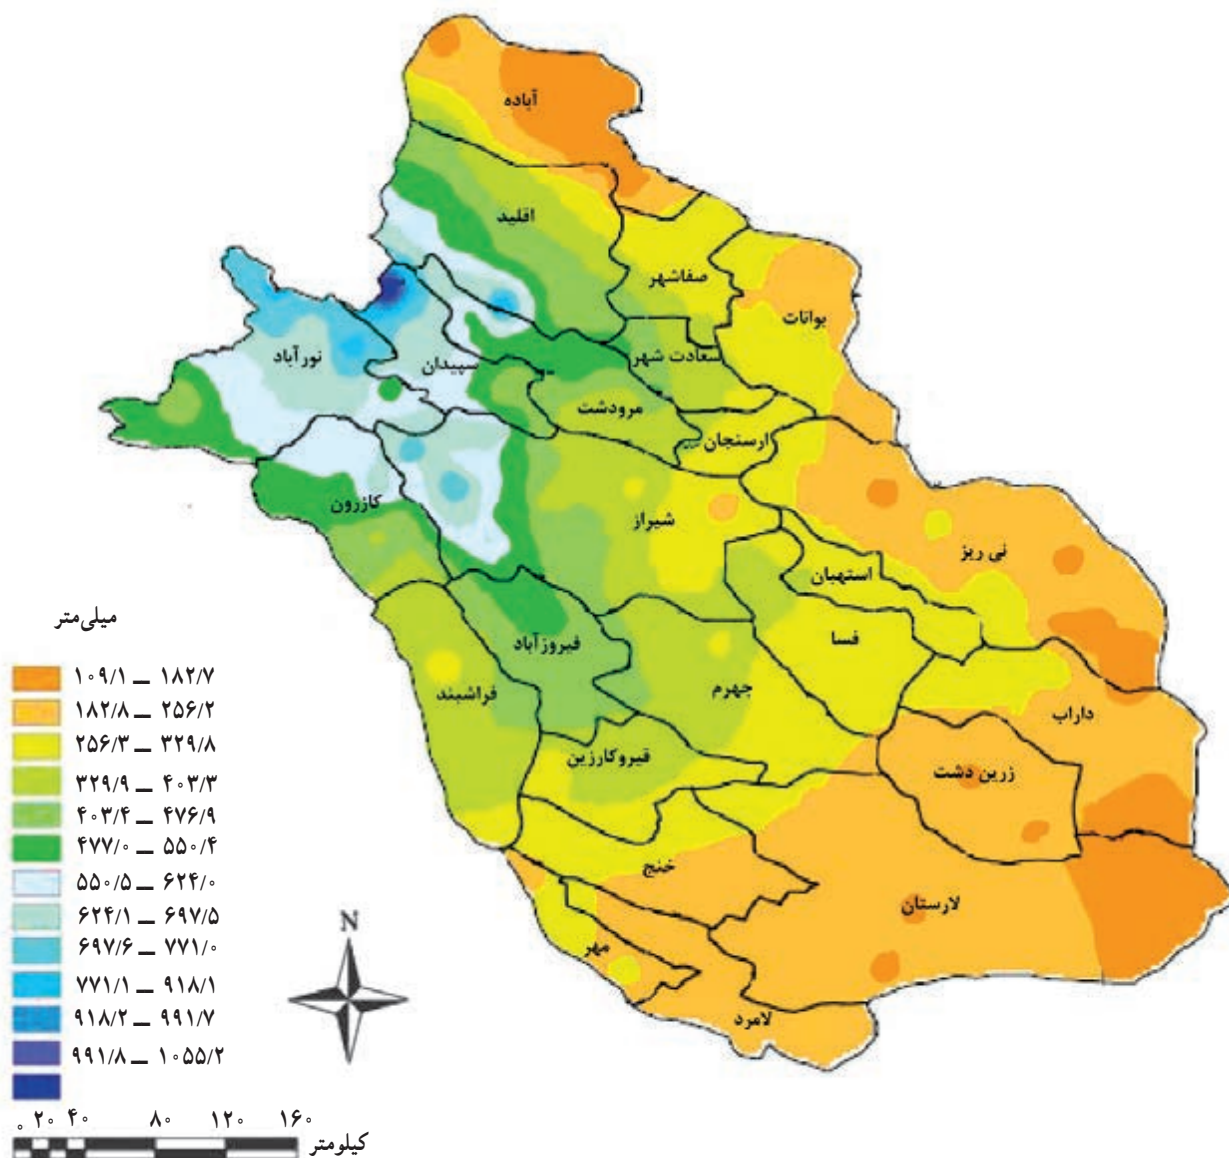 آباده
اقلید
صفاشهر
بوانات
نورآباد
سپیدان
سعادت شهر
مرودشت
ارسنجان
کازرون
شیراز
نی ریز
استهبان
فسا
فیروزآباد
فراشبند
جهرم
داراب
قیروکارزین
زرین دشت
خنج
لارستان
مهر
لامرد
میلی‌متر
۱۰۹/۱ — ۱۸۲/۷
۱۸۲/۸ — ۲۵۶/۲
۲۵۶/۳ — ۳۲۹/۸
۳۲۹/۹ — ۴۰۳/۳
۴۰۳/۴ — ۴۷۶/۹
۴۷۷/۰ — ۵۵۰/۴
۵۵۰/۵ — ۶۲۴/۰
۶۲۴/۱ — ۶۹۷/۵
۶۹۷/۶ — ۷۷۱/۰
۷۷۱/۱ — ۹۱۸/۱
۹۱۸/۲ — ۹۹۱/۷
۹۹۱/۸ — ۱۰۵۵/۲
N
۰ ۲۰ ۴۰ ۸۰ ۱۲۰ ۱۶۰
کیلومتر